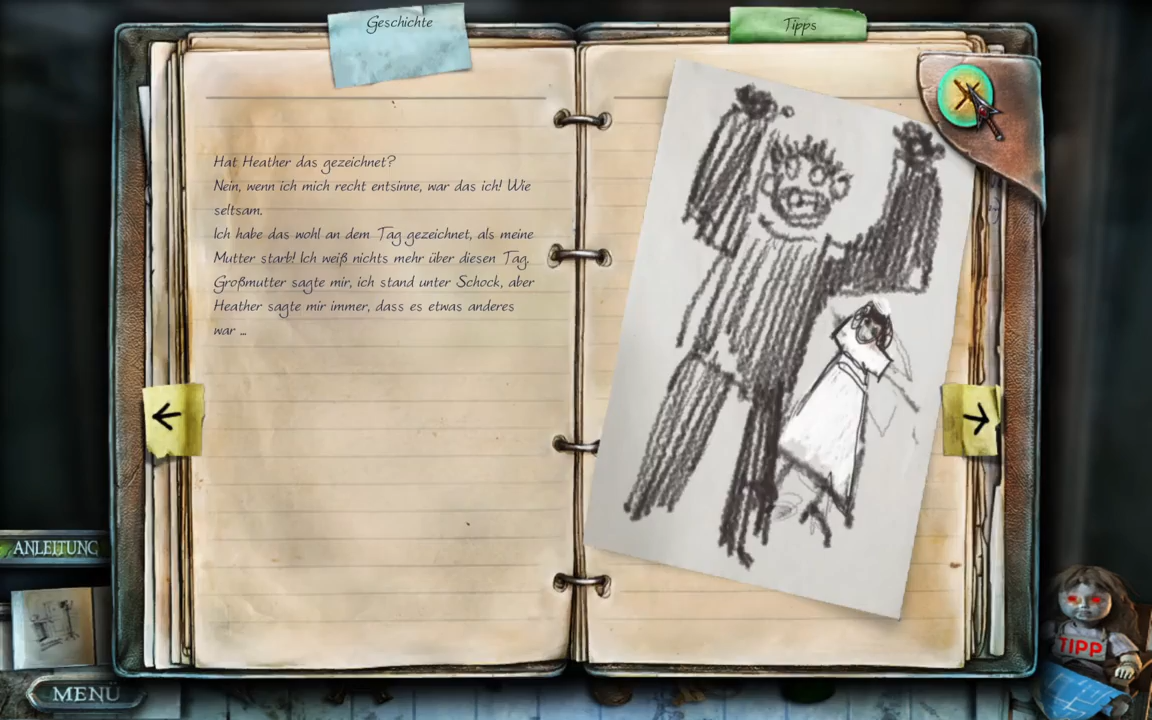 Geschichte
Tipps
Hat Heather das gezeichnet?
Nein, wenn ich mich recht entsinne, war das ich! Wie
seltsam.
Ich habe das wohl an dem Tag gezeichnet, als meine
Mutter starb! Ich weiß nichts mehr über diesen Tag.
Großmutter sagte mir, ich stand unter Schock, aber
Heather sagte mir immer, dass es etwas anderes
war ...
ANLEITUNG
TIPP
MENÜ